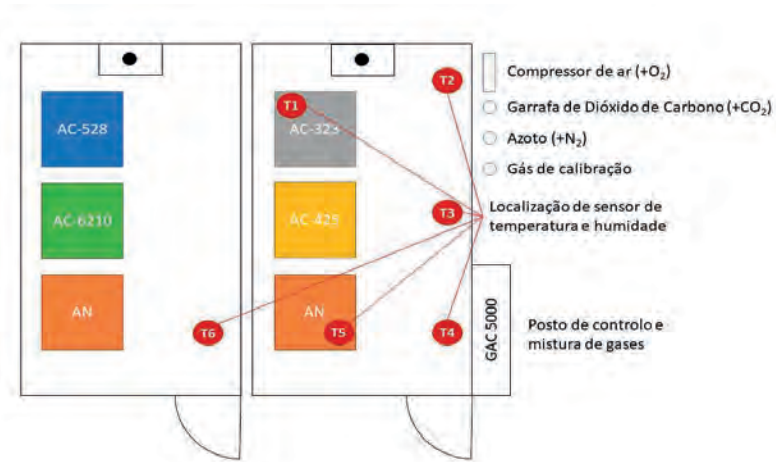 AC-528
AC-6210
AN
T6
T1
AC-323
AC-425
AN
T5
T2
T3
T4
GAC 5000
Compressor de ar (+O₂)
Garrafa de Dióxido de Carbono (+CO₂)
Azoto (+N₂)
Gás de calibração
Localização de sensor de
temperatura e humidade
Posto de controlo e
mistura de gases